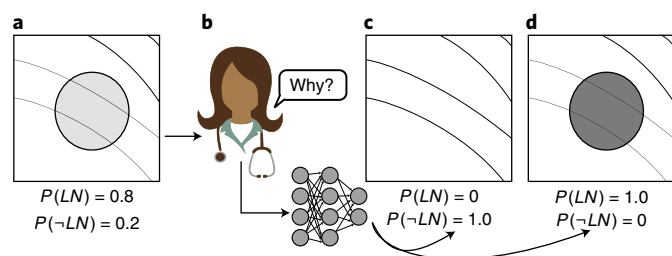 a
b
c
d
Why?
P(LN) = 0.8
P(¬LN) = 0.2
P(LN) = 0
P(¬LN) = 1.0
P(LN) = 1.0
P(¬LN) = 0